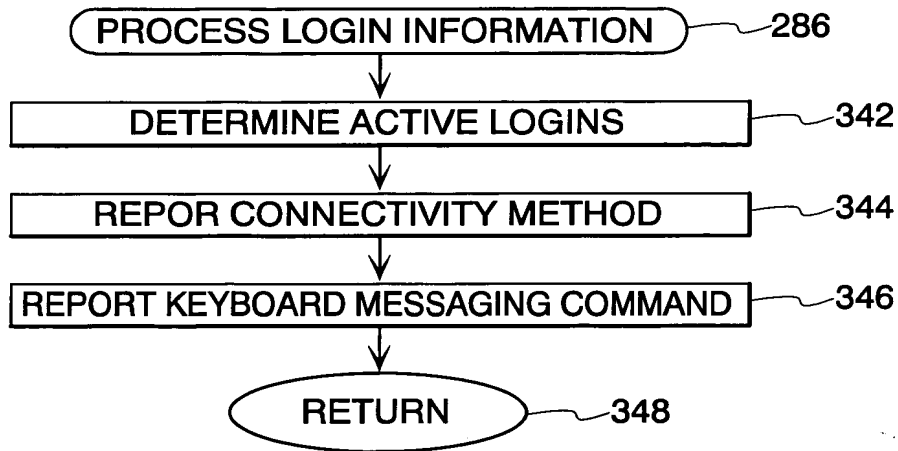 PROCESS LOGIN INFORMATION 286
DETERMINE ACTIVE LOGINS 342
REPOR CONNECTIVITY METHOD 344
REPORT KEYBOARD MESSAGING COMMAND 346
RETURN 348